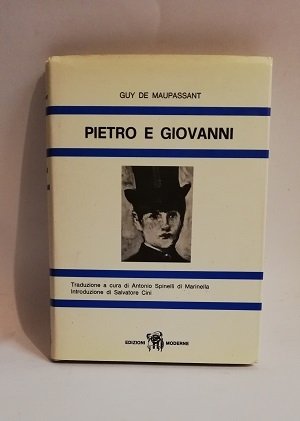 GUY DE MAUPASSANT
PIETRO E GIOVANNI
Traduzione a cura di Antonio Spinelli di Marinella
Introduzione di Salvatore Cini
EDIZIONI MODERNE